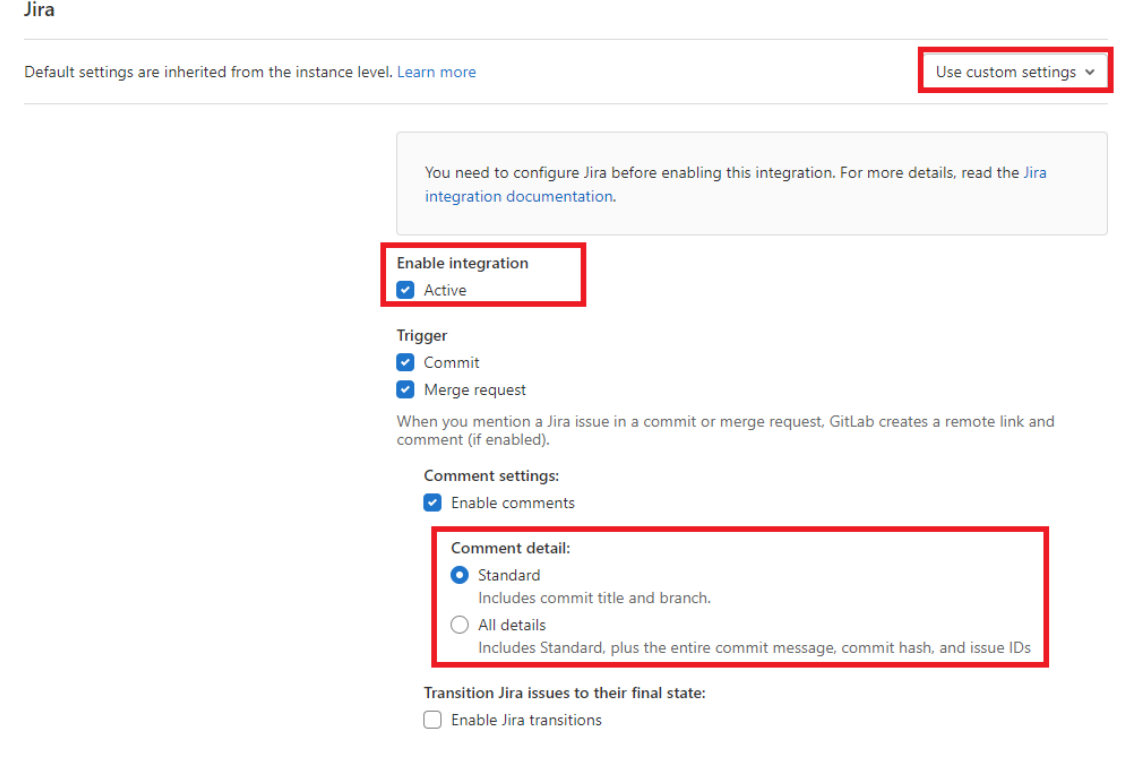 Jira
Default settings are inherited from the instance level. Learn more
Use custom settings
You need to configure Jira before enabling this integration. For more details, read the Jira
integration documentation.
Enable integration
Active
Trigger
Commit
Merge request
When you mention a Jira issue in a commit or merge request, GitLab creates a remote link and
comment (if enabled).
Comment settings:
Enable comments
Comment detail:
Standard
Includes commit title and branch.
All details
Includes Standard, plus the entire commit message, commit hash, and issue IDs
Transition Jira issues to their final state:
Enable Jira transitions